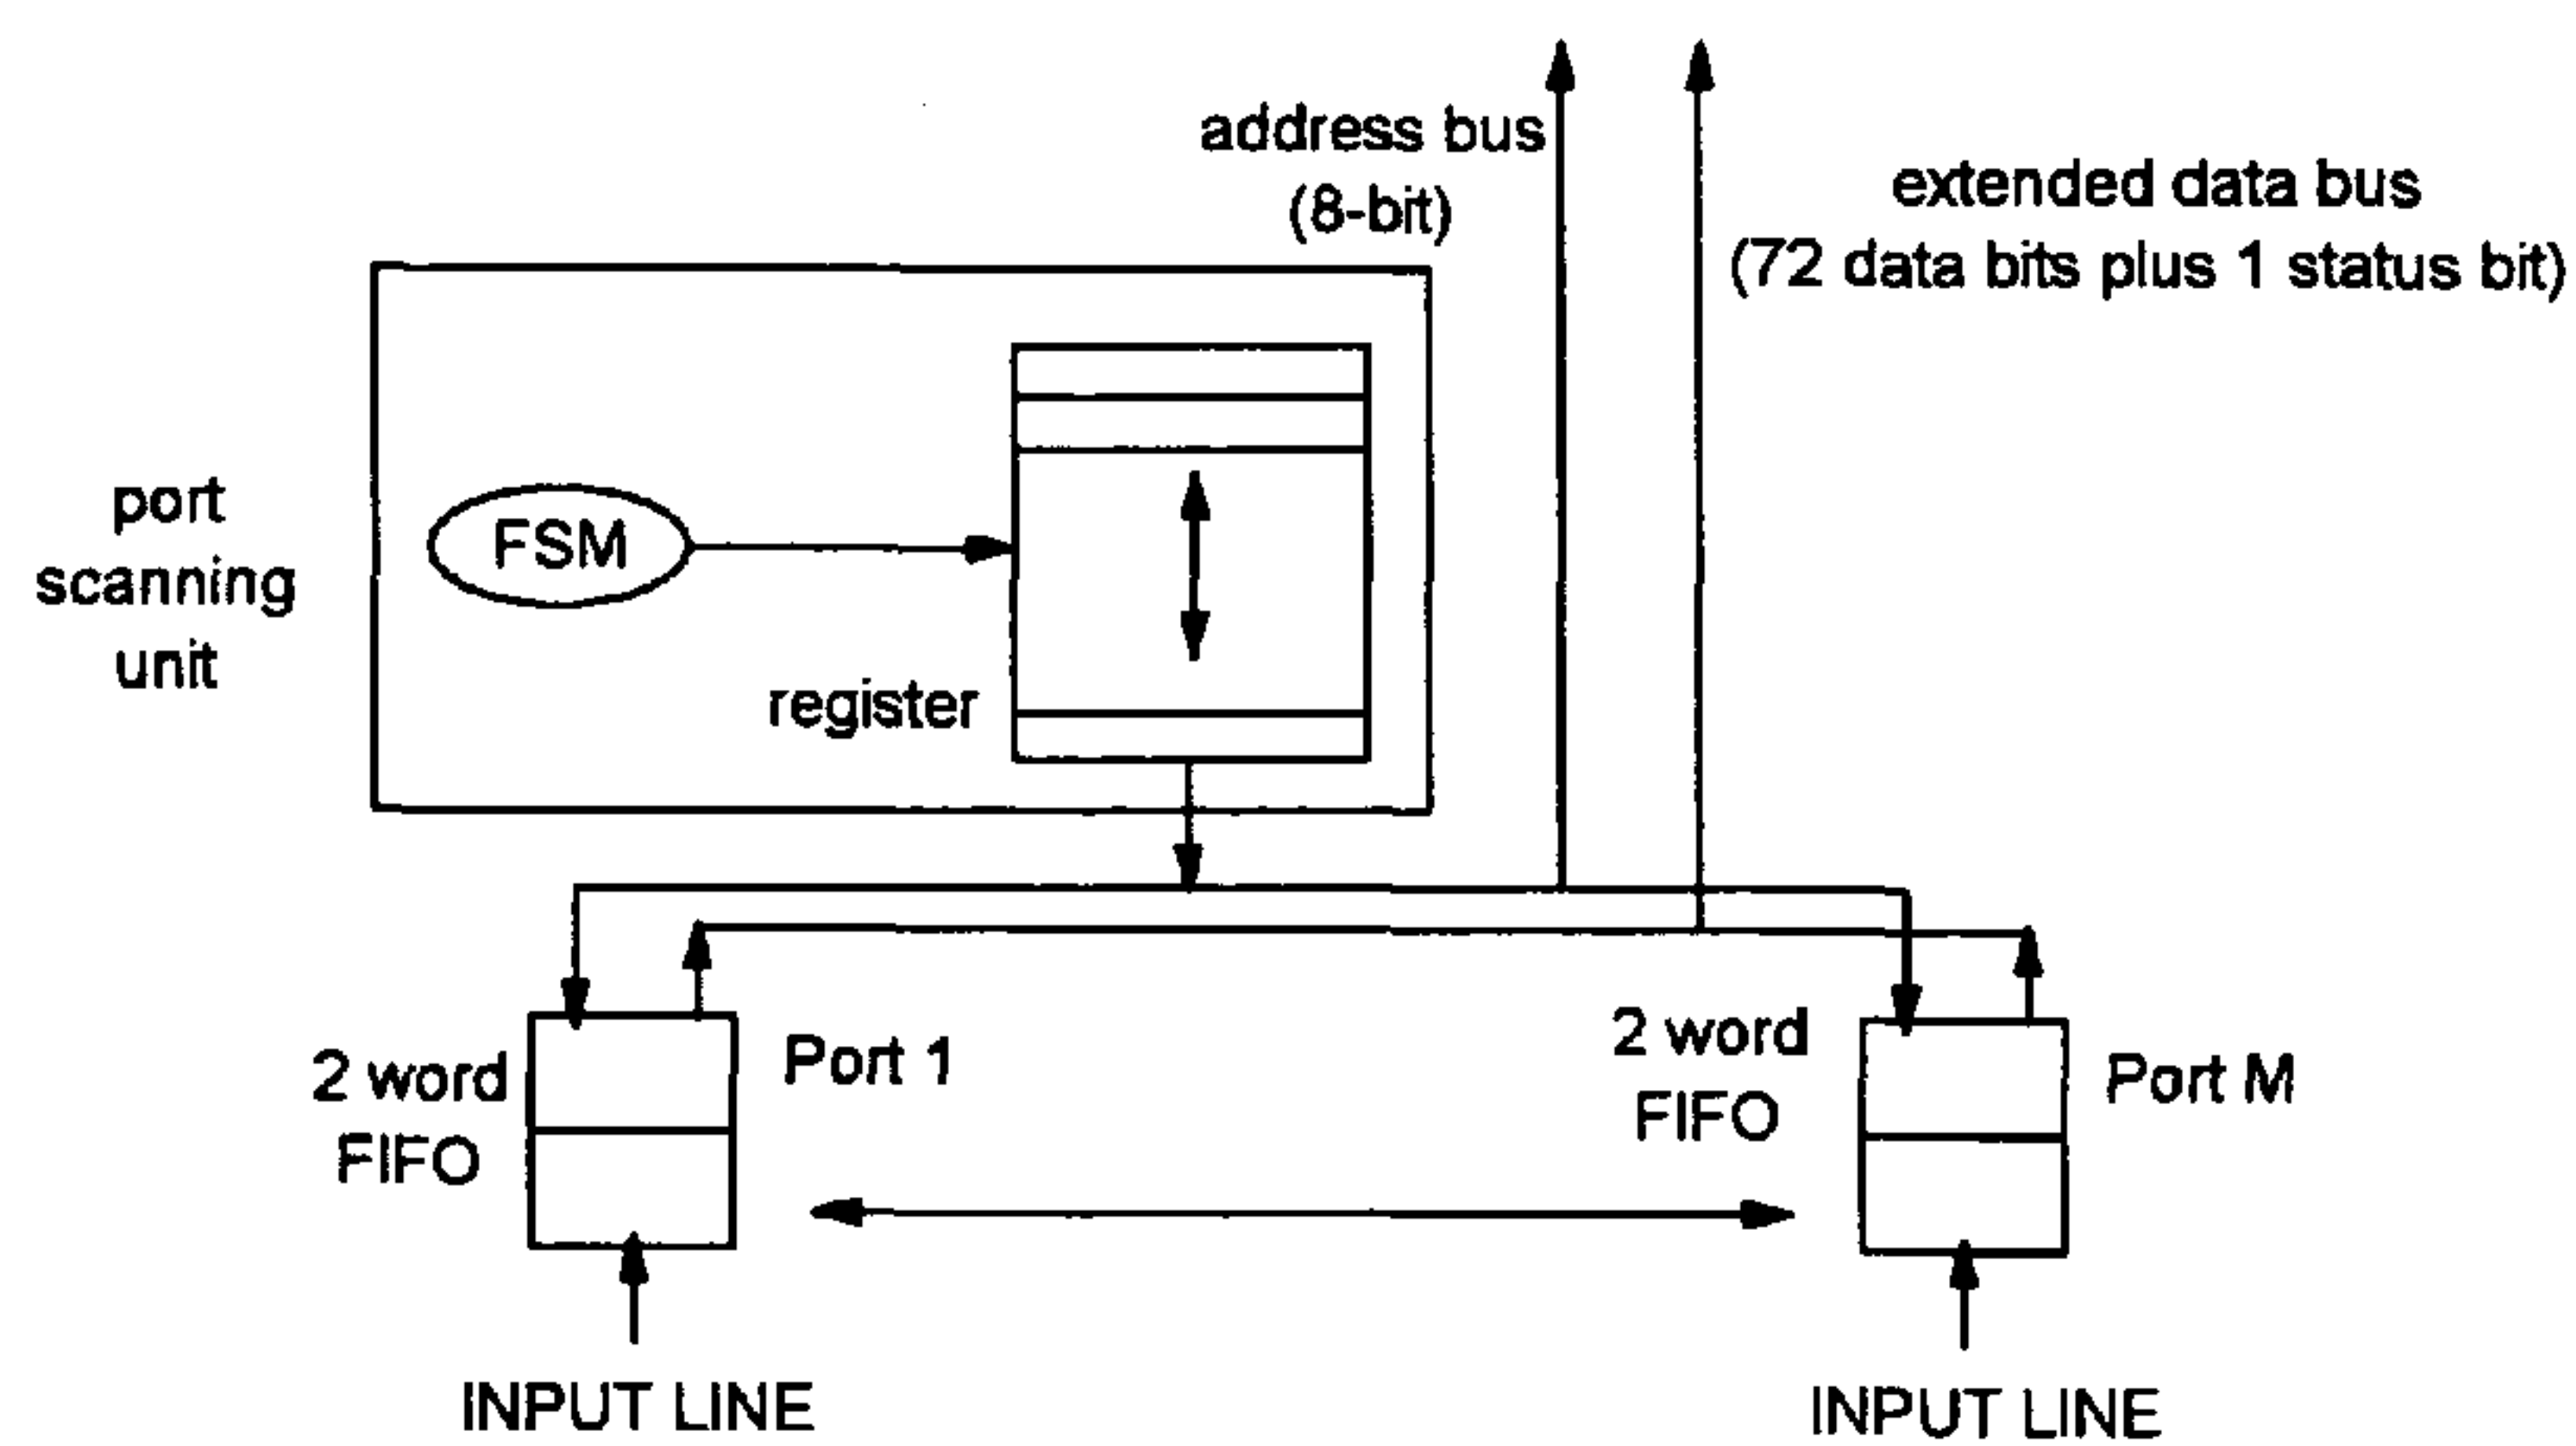 address bus
(8-bit)
extended data bus
(72 data bits plus 1 status bit)
port
scanning
unit
FSM
register
2 word
FIFO
Port 1
2 word
FIFO
Port M
INPUT LINE
INPUT LINE